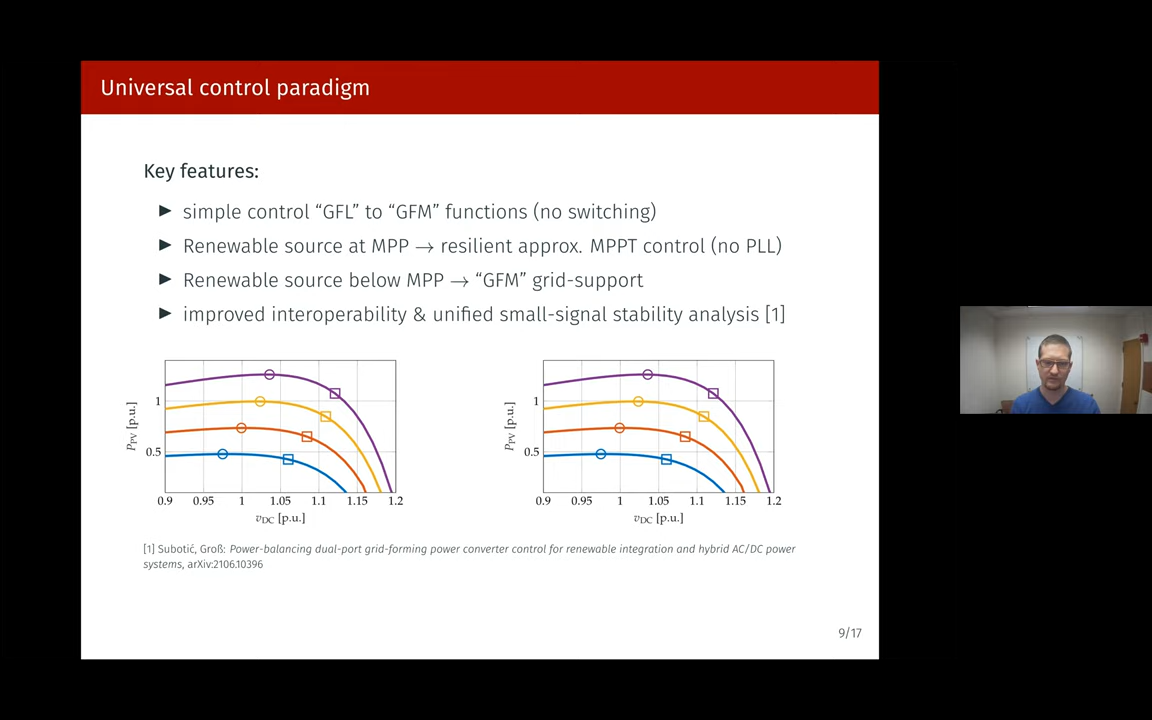 Universal control paradigm
Key features:
▶ simple control “GFL” to “GFM” functions (no switching)
▶ Renewable source at MPP → resilient approx. MPPT control (no PLL)
▶ Renewable source below MPP → “GFM” grid-support
▶ improved interoperability & unified small-signal stability analysis [1]
1
0.5
P_PV [p.u.]
0.9 0.95 1 1.05 1.1 1.15 1.2
v_DC [p.u.]
1
0.5
P_PV [p.u.]
0.9 0.95 1 1.05 1.1 1.15 1.2
v_DC [p.u.]
[1] Subotić, Groß: Power-balancing dual-port grid-forming power converter control for renewable integration and hybrid AC/DC power
systems, arXiv:2106.10396
9/17